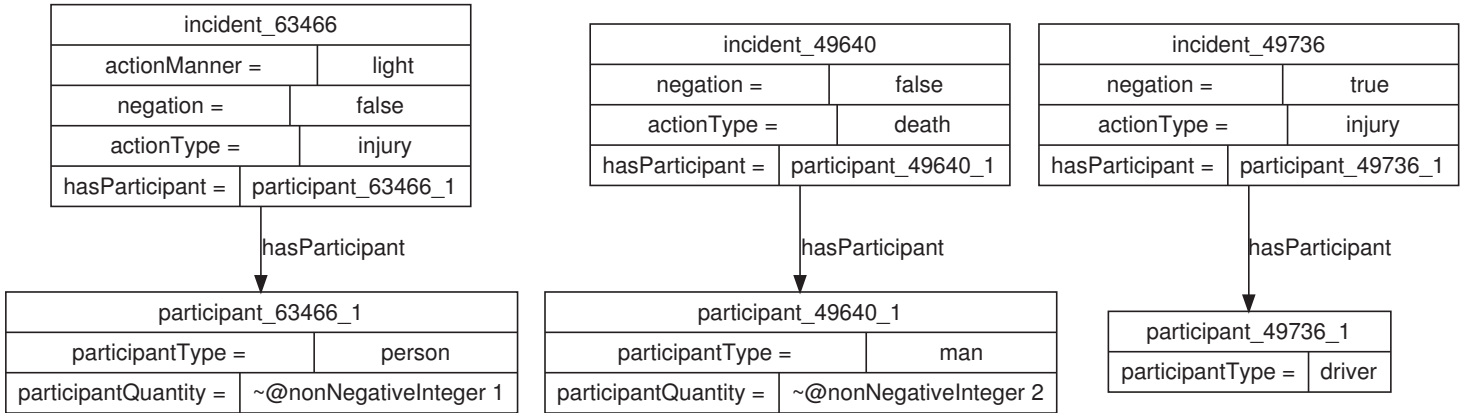 incident_63466
actionManner = light
negation = false
actionType = injury
hasParticipant = participant_63466_1
hasParticipant
participant_63466_1
participantType = person
participantQuantity = ~@nonNegativeInteger 1
incident_49640
negation = false
actionType = death
hasParticipant = participant_49640_1
hasParticipant
participant_49640_1
participantType = man
participantQuantity = ~@nonNegativeInteger 2
incident_49736
negation = true
actionType = injury
hasParticipant = participant_49736_1
hasParticipant
participant_49736_1
participantType = driver